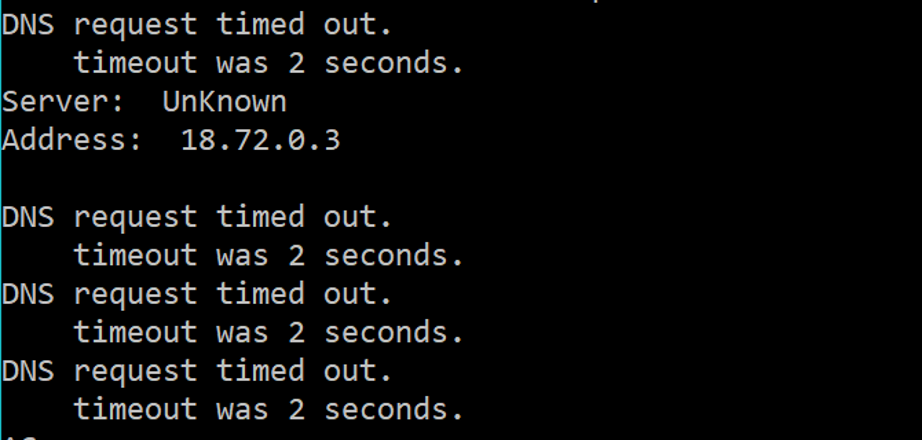 DNS request timed out.
timeout was 2 seconds.
Server:  UnKnown
Address:  18.72.0.3
DNS request timed out.
timeout was 2 seconds.
DNS request timed out.
timeout was 2 seconds.
DNS request timed out.
timeout was 2 seconds.